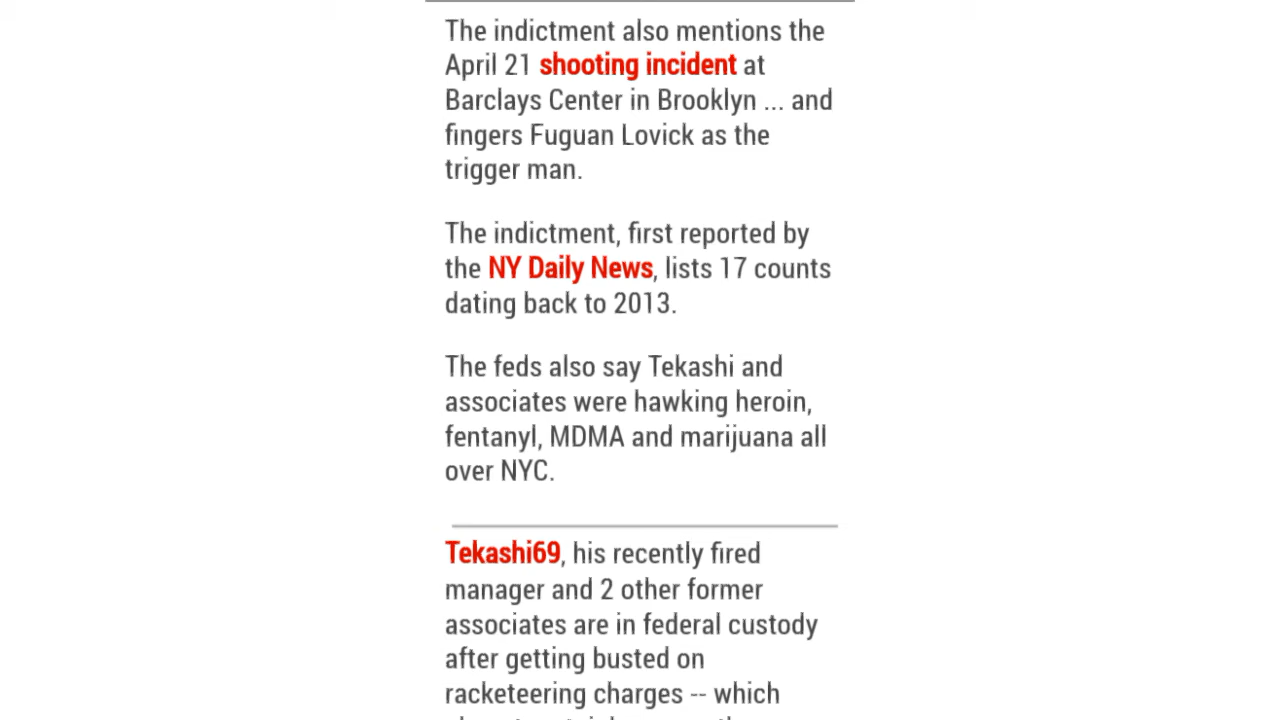 The indictment also mentions the
April 21 shooting incident at
Barclays Center in Brooklyn ... and
fingers Fuguan Lovick as the
trigger man.
The indictment, first reported by
the NY Daily News, lists 17 counts
dating back to 2013.
The feds also say Tekashi and
associates were hawking heroin,
fentanyl, MDMA and marijuana all
over NYC.
Tekashi69, his recently fired
manager and 2 other former
associates are in federal custody
after getting busted on
racketeering charges -- which